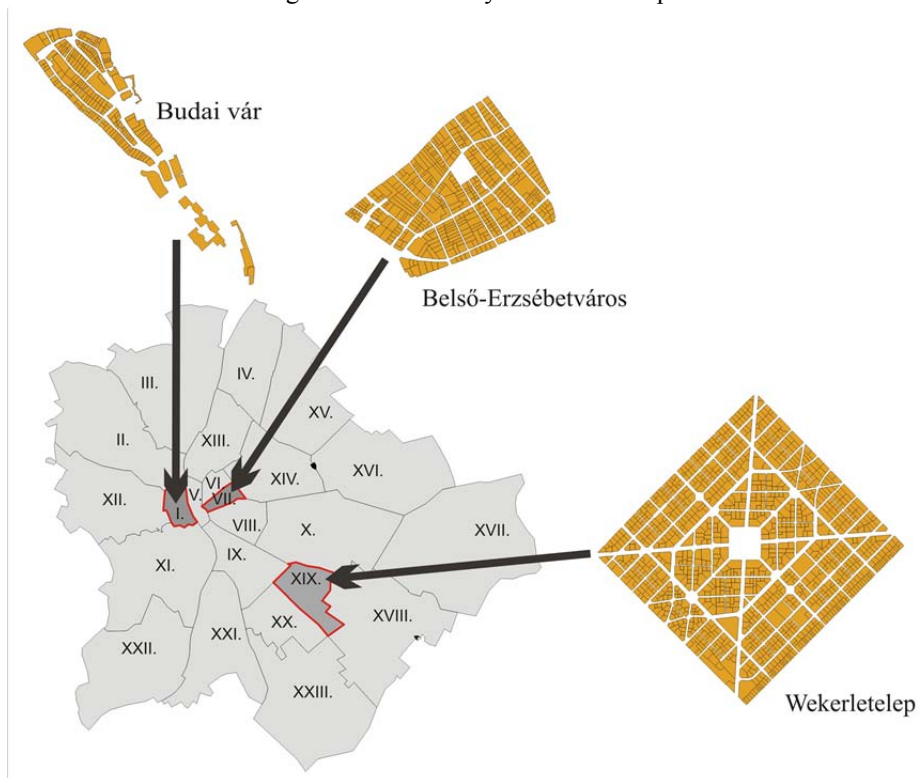 Budai vár
Belső-Erzsébetváros
III.
IV.
XV.
II.
XIII.
XVI.
XII.
V.
VI.
VII.
XIV.
I.
VIII.
X.
XVII.
XI.
IX.
XIX.
XX.
XVIII.
XXII.
XXI.
XXIII.
Wekerletelep